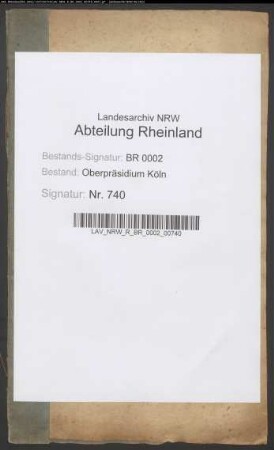 Landesarchiv NRW
Abteilung Rheinland
Bestands-Signatur: BR 0002
Bestand: Oberpräsidium Köln
Signatur: Nr. 740
LAV_NRW_R_BR_0002_00740